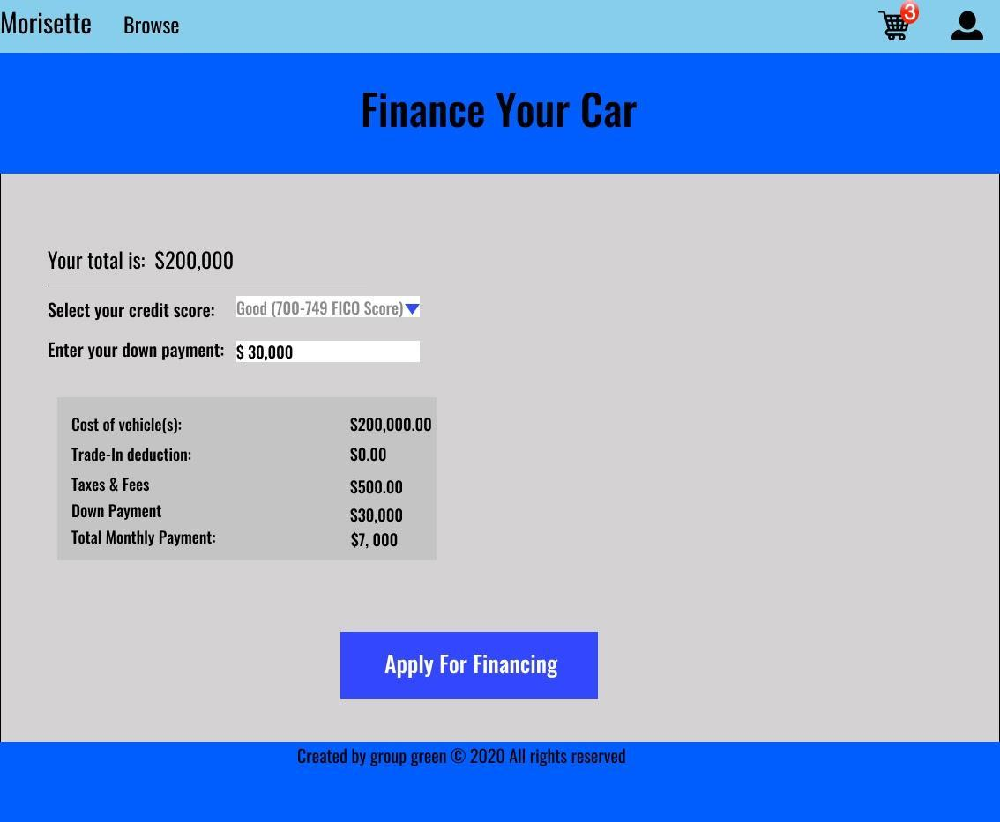 Morisette Browse 3
Finance Your Car
Your total is: $200,000
Select your credit score: Good (700-749 FICO Score)
Enter your down payment: $ 30,000
Cost of vehicle(s): $200,000.00
Trade-In deduction: $0.00
Taxes & Fees $500.00
Down Payment $30,000
Total Monthly Payment: $7, 000
Apply For Financing
Created by group green © 2020 All rights reserved